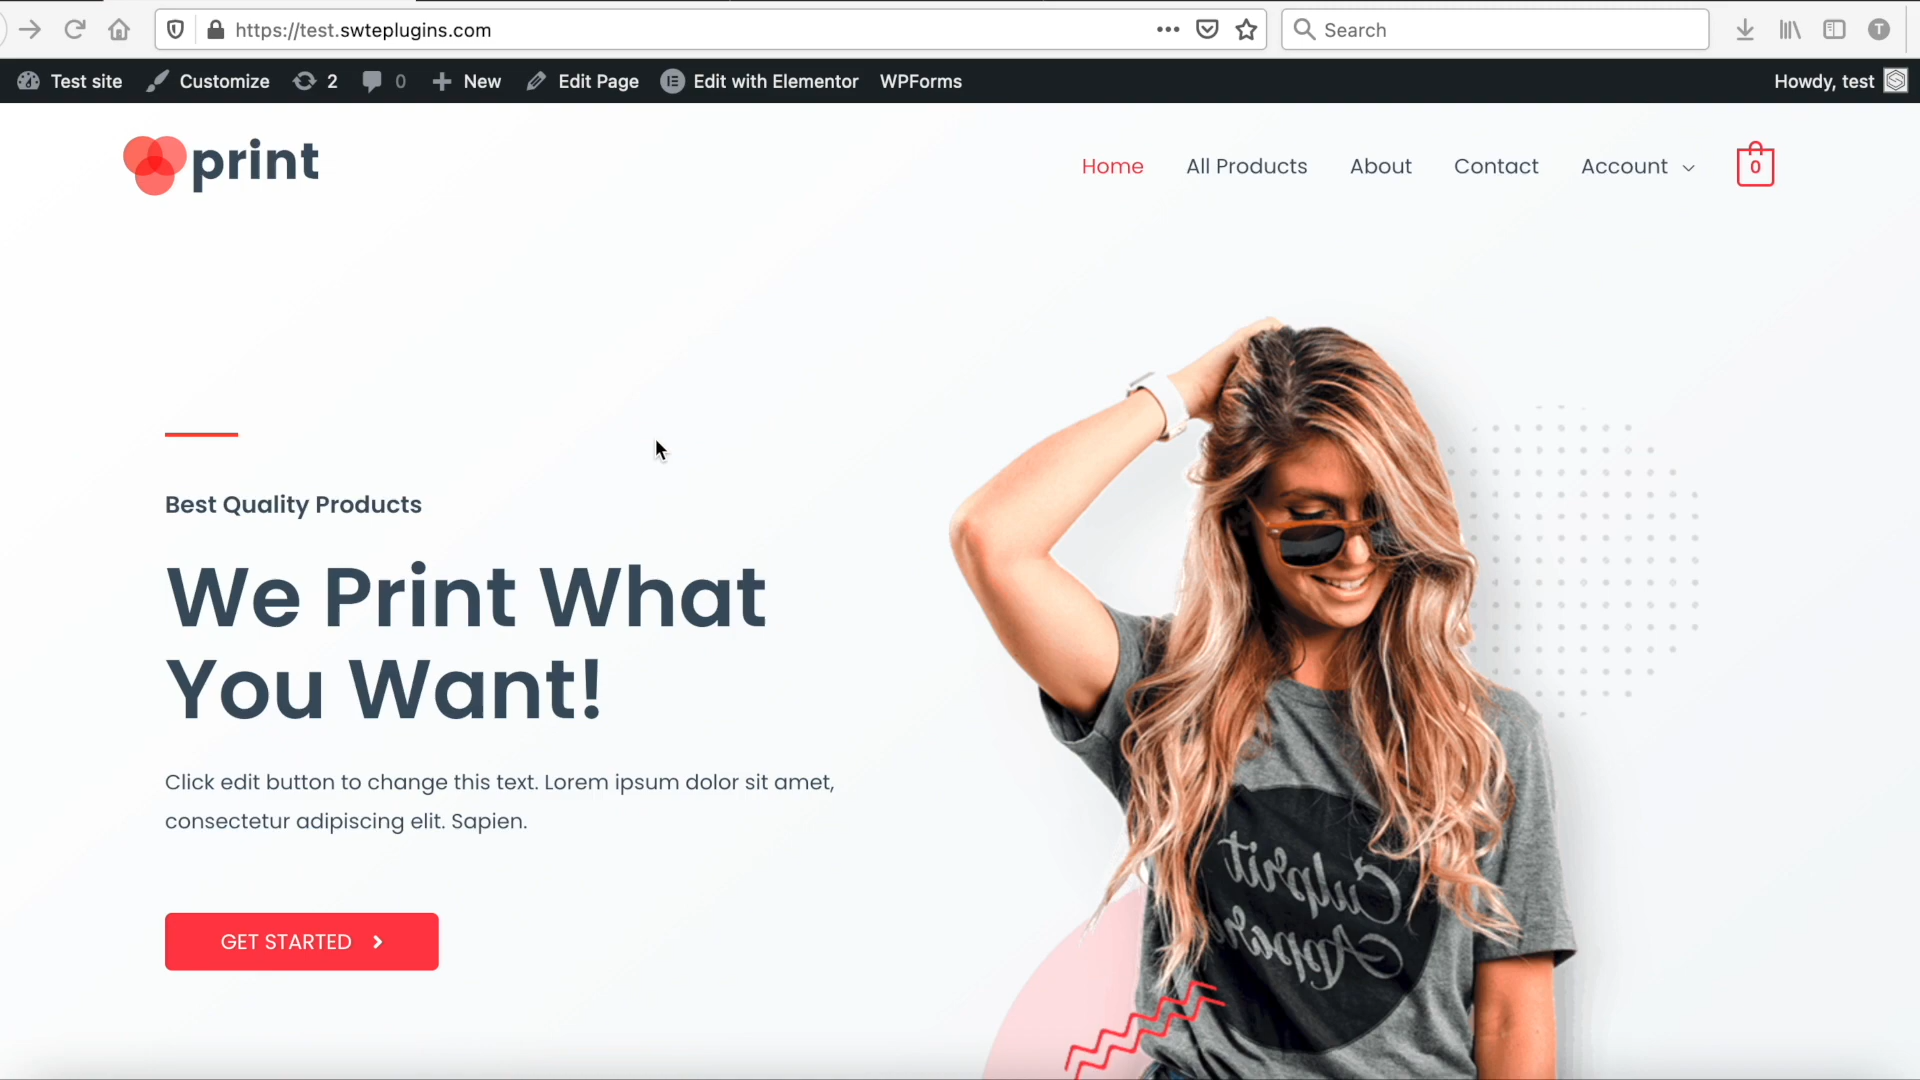 https://test.swteplugins.com
Search
T
Test site
Customize
2
0
New
Edit Page
Edit with Elementor
WPForms
Howdy, test
print
Home
All Products
About
Contact
Account
0
Best Quality Products
We Print What
You Want!
Click edit button to change this text. Lorem ipsum dolor sit amet,
consectetur adipiscing elit. Sapien.
GET STARTED
Culprit